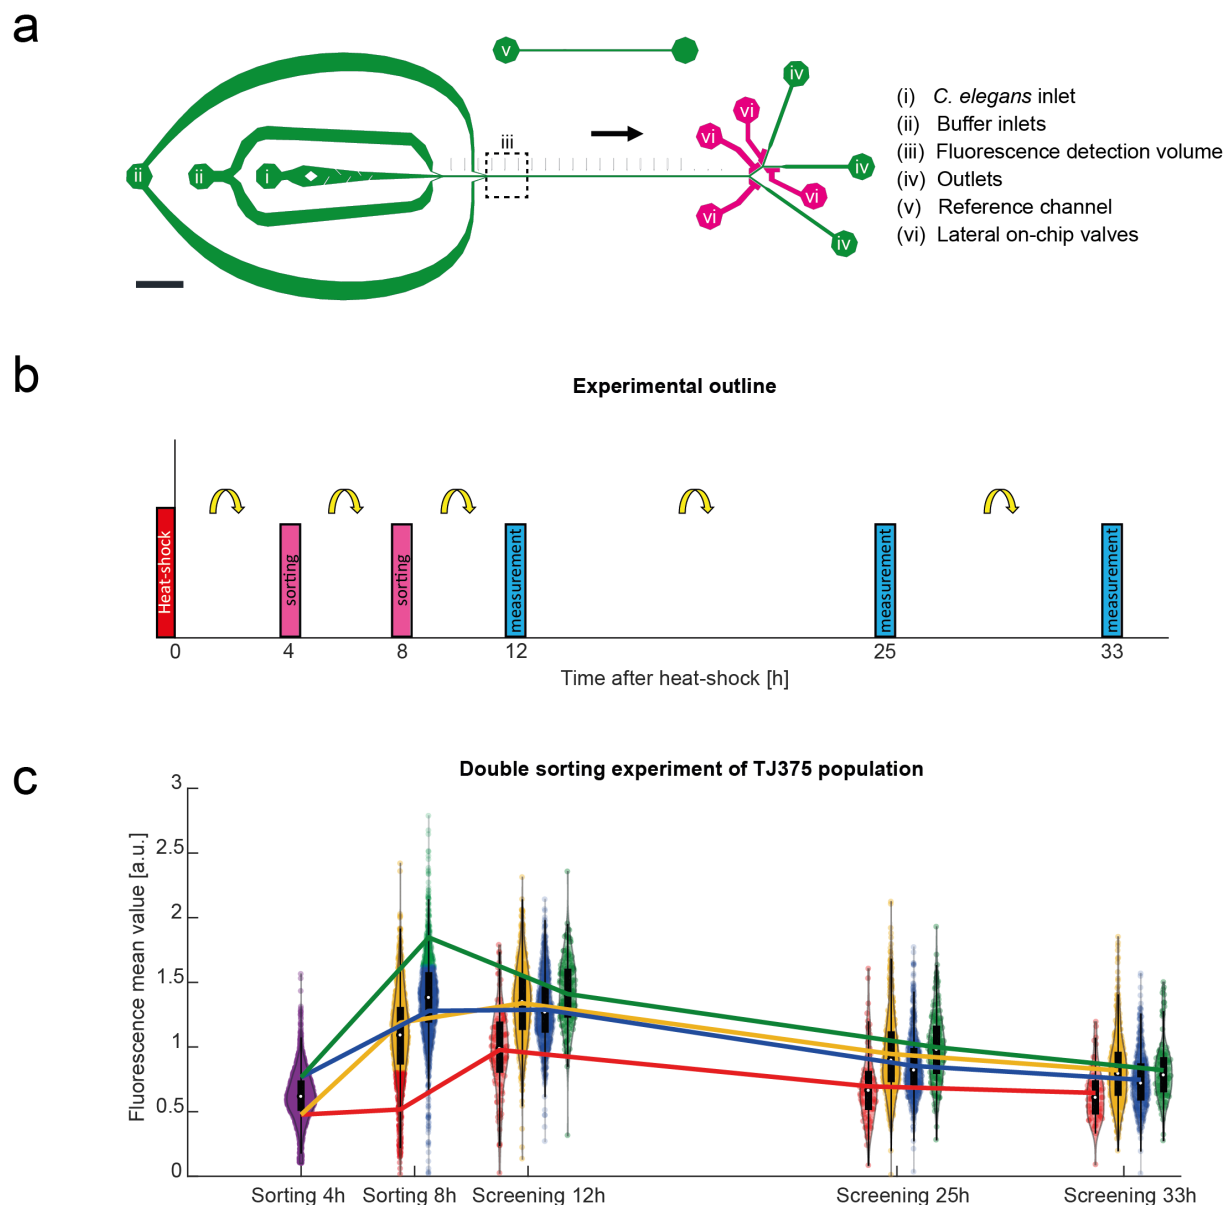 a
v
iv
vi
vi
iii
ii
ii
i
iv
vi
vi
iv
(i) C. elegans inlet
(ii) Buffer inlets
(iii) Fluorescence detection volume
(iv) Outlets
(v) Reference channel
(vi) Lateral on-chip valves
b
Experimental outline
Heat-shock
sorting
sorting
measurement
measurement
measurement
0 4 8 12 25 33
Time after heat-shock [h]
c
Double sorting experiment of TJ375 population
Fluorescence mean value [a.u.]
3
2.5
2
1.5
1
0.5
0
Sorting 4h Sorting 8h Screening 12h Screening 25h Screening 33h